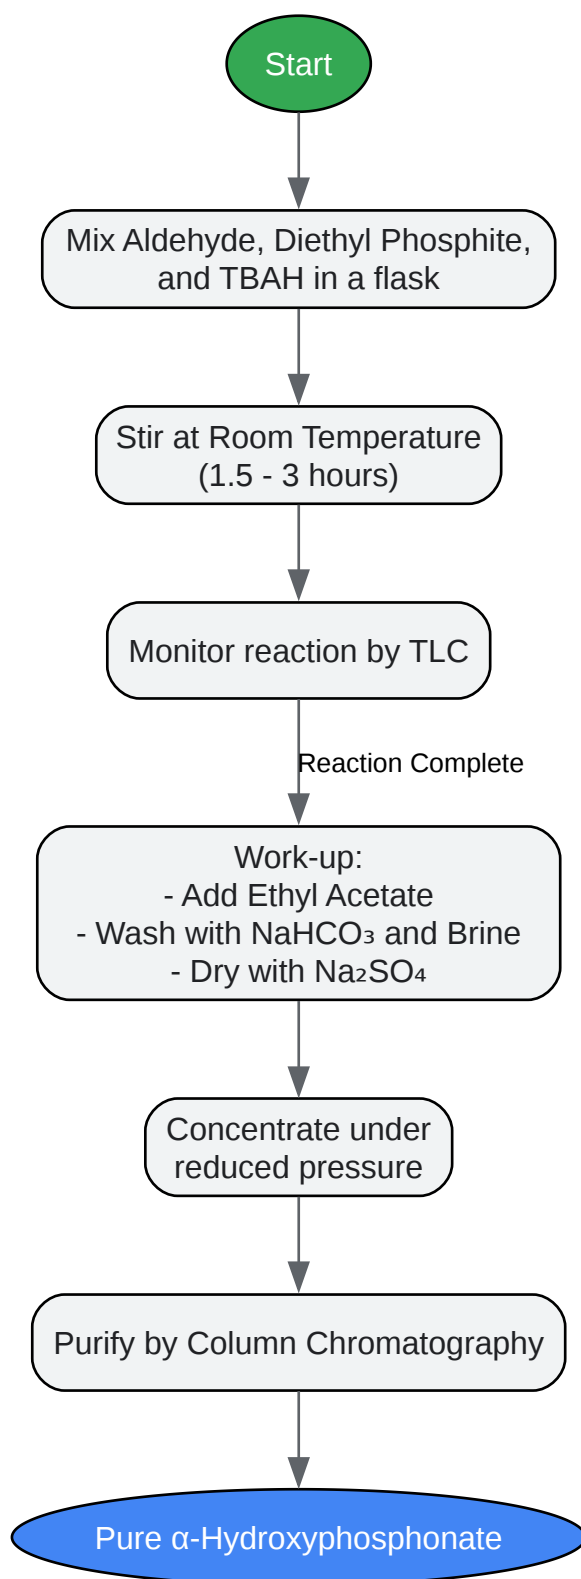 Start
Mix Aldehyde, Diethyl Phosphite,
and TBAH in a flask
Stir at Room Temperature
(1.5 - 3 hours)
Monitor reaction by TLC
Reaction Complete
Work-up:
- Add Ethyl Acetate
- Wash with NaHCO₃ and Brine
- Dry with Na₂SO₄
Concentrate under
reduced pressure
Purify by Column Chromatography
Pure α-Hydroxyphosphonate